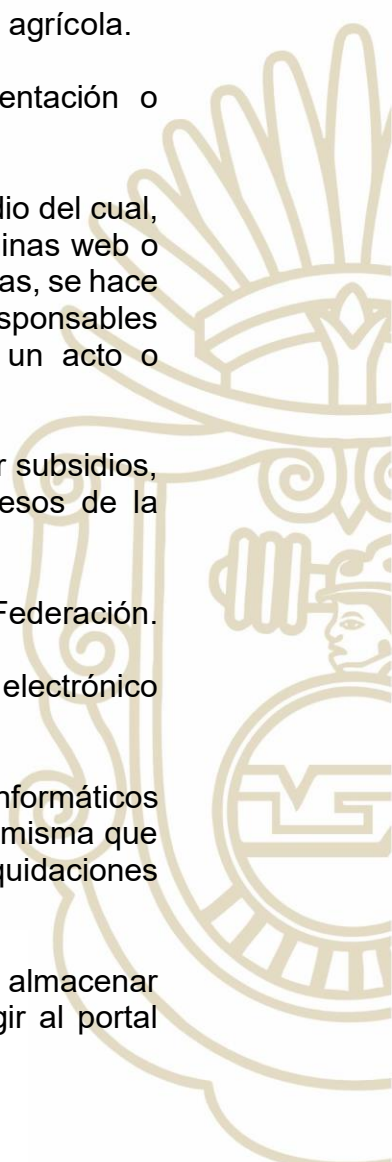 agrícola.
entación o
dio del cual,
inas web o
as, se hace
sponsables
un acto o
r subsidios,
esos de la
Federación.
electrónico
nformáticos
misma que
quidaciones
almacenar
gir al portal